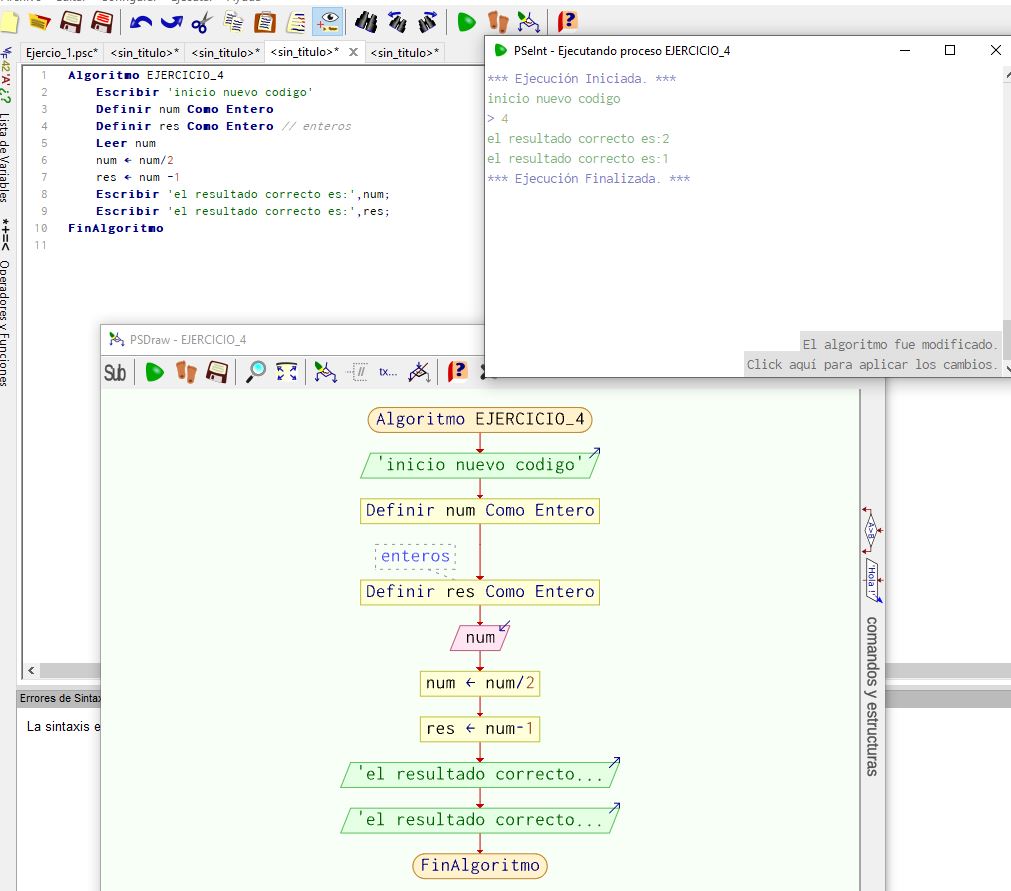 Ejercio_1.psc*
<sin_titulo>*
<sin_titulo>*
<sin_titulo>*
<sin_titulo>*
Lista de Variables
*+=< Operadores y Funciones
1 Algoritmo EJERCICIO_4
2 Escribir 'inicio nuevo codigo'
3 Definir num Como Entero
4 Definir res Como Entero // enteros
5 Leer num
6 num ← num/2
7 res ← num -1
8 Escribir 'el resultado correcto es:',num;
9 Escribir 'el resultado correcto es:',res;
10 FinAlgoritmo
11
PSeInt - Ejecutando proceso EJERCICIO_4
*** Ejecución Iniciada. ***
inicio nuevo codigo
> 4
el resultado correcto es:2
el resultado correcto es:1
*** Ejecución Finalizada. ***
El algoritmo fue modificado.
Click aquí para aplicar los cambios.
PSDraw - EJERCICIO_4
Sub
tx...
Algoritmo EJERCICIO_4
'inicio nuevo codigo'
Definir num Como Entero
enteros
Definir res Como Entero
num
num ← num/2
res ← num-1
'el resultado correcto...
'el resultado correcto...
FinAlgoritmo
A>B
'Hola !'
comandos y estructuras
Errores de Sintax
La sintaxis e